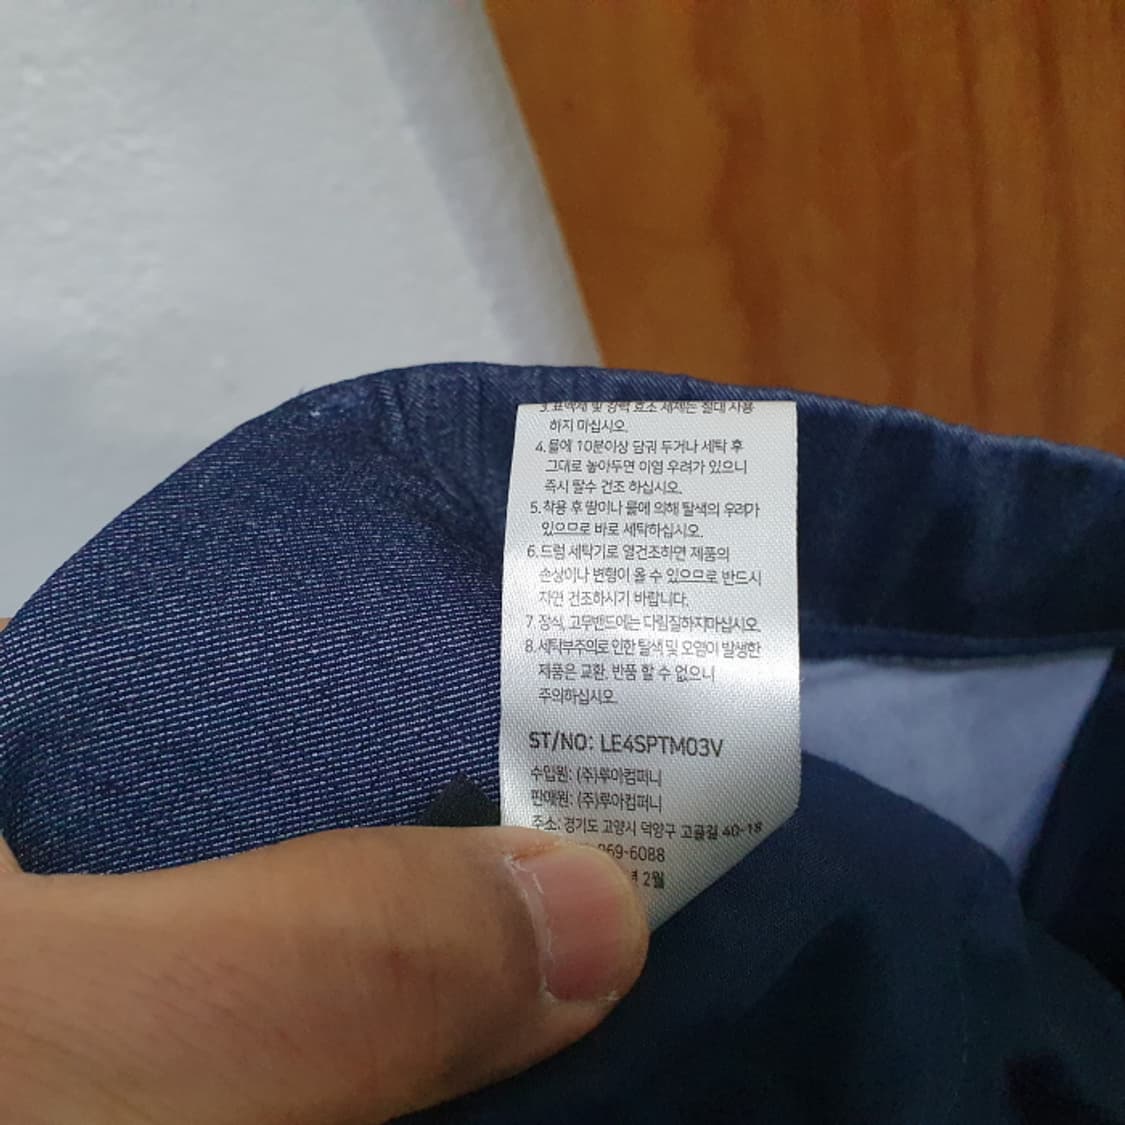 3.표백제 및 강력 효소 세제는 절대 사용
하지 마십시오.
4.물에 10분이상 담궈 두거나 세탁 후
그대로 놓아두면 이염 우려가 있으니
즉시 탈수 건조 하십시오.
5.착용 후 땀이나 물에 의해 탈색의 우려가
있으므로 바로 세탁하십시오.
6.드럼 세탁기로 열건조하면 제품의
손상이나 변형이 올 수 있으므로 반드시
자연 건조하시기 바랍니다.
7.장식, 고무밴드에는 다림질하지마십시오.
8.세탁부주의로 인한 탈색 및 오염이 발생한
제품은 교환, 반품 할 수 없으니
주의하십시오.
ST/NO: LE4SPTM03V
수입원: (주)루아컴퍼니
판매원: (주)루아컴퍼니
주소: 경기도 고양시 덕양구 고골길 40-18
969-6088
년 2월